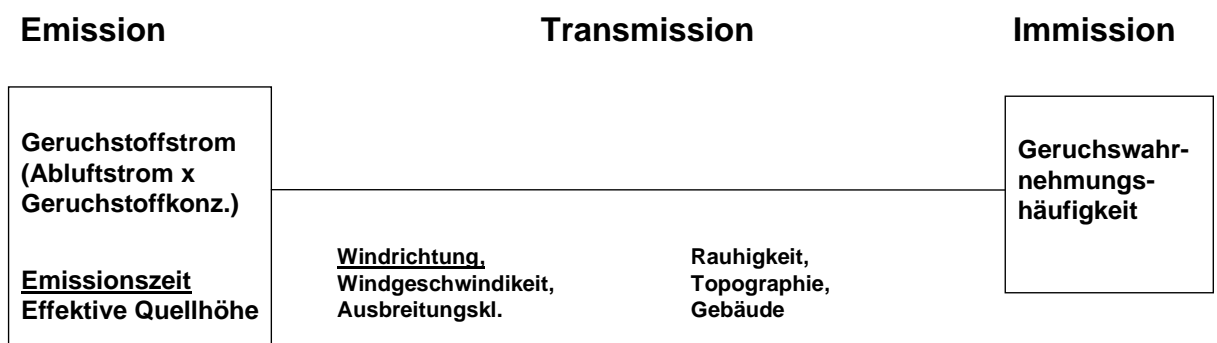 Emission
Transmission
Immission
Geruchstoffstrom
(Abluftstrom x
Geruchstoffkonz.)
Emissionszeit
Effektive Quellhöhe
Windrichtung,
Windgeschwindikeit,
Ausbreitungskl.
Rauhigkeit,
Topographie,
Gebäude
Geruchswahr-
nehmungs-
häufigkeit